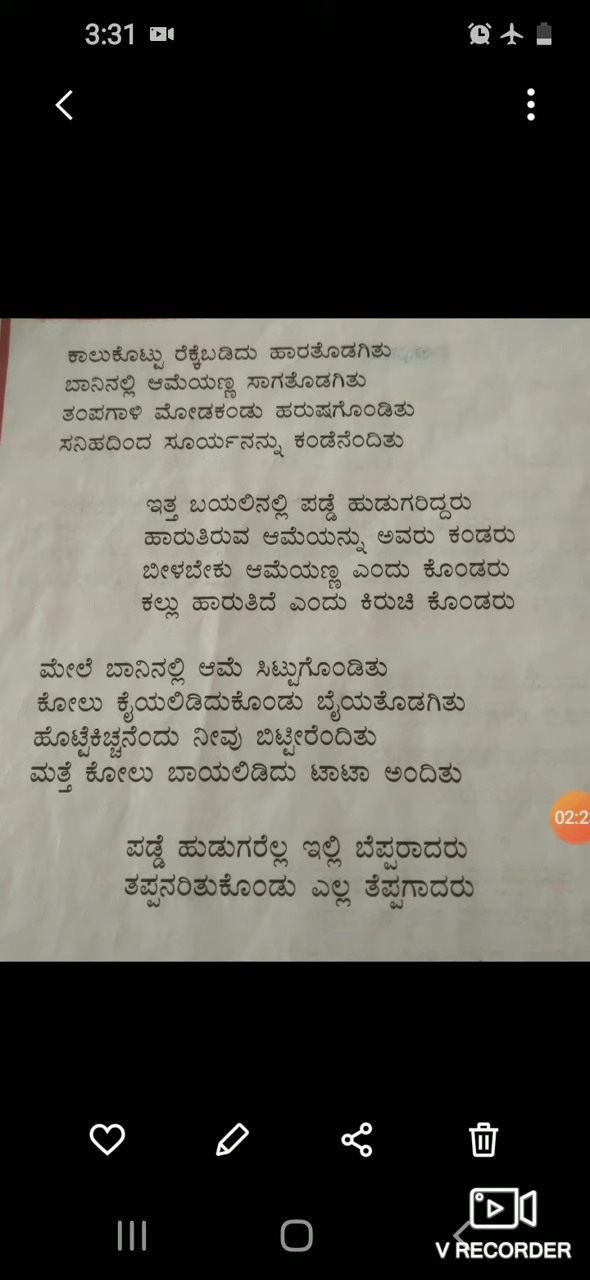 3:31
ಕಾಲುಕೊಟ್ಟು ರೆಕ್ಕೆಬಡಿದು ಹಾರತೊಡಗಿತು
ಬಾನಿನಲ್ಲಿ ಆಮೆಯಣ್ಣ ಸಾಗತೊಡಗಿತು
ತಂಪಗಾಳಿ ಮೋಡಕಂಡು ಹರುಷಗೊಂಡಿತು
ಸನಿಹದಿಂದ ಸೂರ್ಯನನ್ನು ಕಂಡೆನೆಂದಿತು
ಇತ್ತ ಬಯಲಿನಲ್ಲಿ ಪಡ್ಡೆ ಹುಡುಗರಿದ್ದರು
ಹಾರುತಿರುವ ಆಮೆಯನ್ನು ಅವರು ಕಂಡರು
ಬೀಳಬೇಕು ಆಮೆಯಣ್ಣ ಎಂದು ಕೊಂಡರು
ಕಲ್ಲು ಹಾರುತಿದೆ ಎಂದು ಕಿರುಚಿ ಕೊಂಡರು
ಮೇಲೆ ಬಾನಿನಲ್ಲಿ ಆಮೆ ಸಿಟ್ಟುಗೊಂಡಿತು
ಕೋಲು ಕೈಯಲಿಡಿದುಕೊಂಡು ಬೈಯತೊಡಗಿತು
ಹೊಟ್ಟೆಕಿಚ್ಚನೆಂದು ನೀವು ಬಿಟ್ಟೀರೆಂದಿತು
ಮತ್ತೆ ಕೋಲು ಬಾಯಲಿಡಿದು ಟಾಟಾ ಅಂದಿತು
02:2
ಪಡ್ಡೆ ಹುಡುಗರೆಲ್ಲ ಇಲ್ಲಿ ಬೆಪ್ಪರಾದರು
ತಪ್ಪನರಿತುಕೊಂಡು ಎಲ್ಲ ತೆಪ್ಪಗಾದರು
V RECORDER